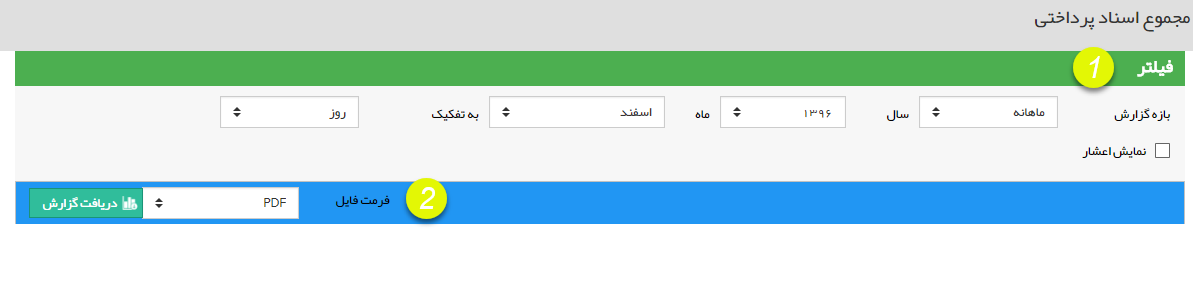 مجموع اسناد پرداختی
فیلتر 1
بازه گزارش ماهانه سال ۱۳۹۶ ماه اسفند به تفکیک روز
نمایش اعشار
2 فرمت فایل PDF دریافت گزارش